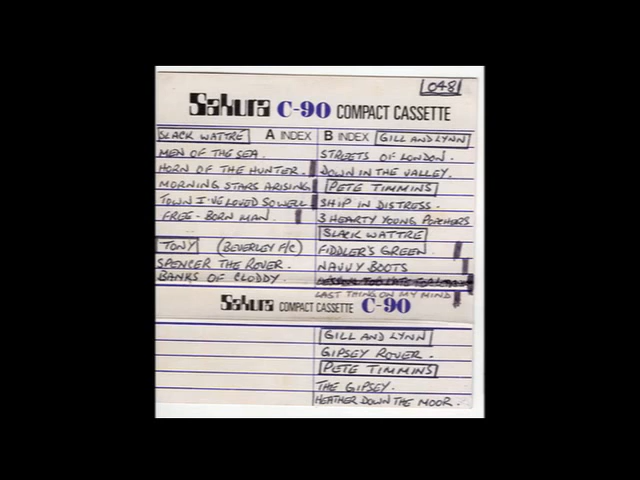 048
Sakura C-90 COMPACT CASSETTE
SLACK WATTRE A INDEX
MEN OF THE SEA.
HORN OF THE HUNTER.
MORNING STARS ARISING
TOWN I'VE LOVED SO WELL
FREE-BORN MAN.
TONY (BEVERLEY F/C)
SPENCER THE ROVER.
BANKS OF CLODDY.
B INDEX GILL AND LYNN
STREETS OF LONDON.
DOWN IN THE VALLEY.
PETE TIMMINS
SHIP IN DISTRESS.
3 HEARTY YOUNG POACHERS
SLACK WATTRE
FIDDLER'S GREEN.
NAVVY BOOTS
LAST THING ON MY MIND
Sakura COMPACT CASSETTE C-90
GILL AND LYNN
GIPSEY ROVER.
PETE TIMMINS
THE GIPSEY.
HEATHER DOWN THE MOOR.